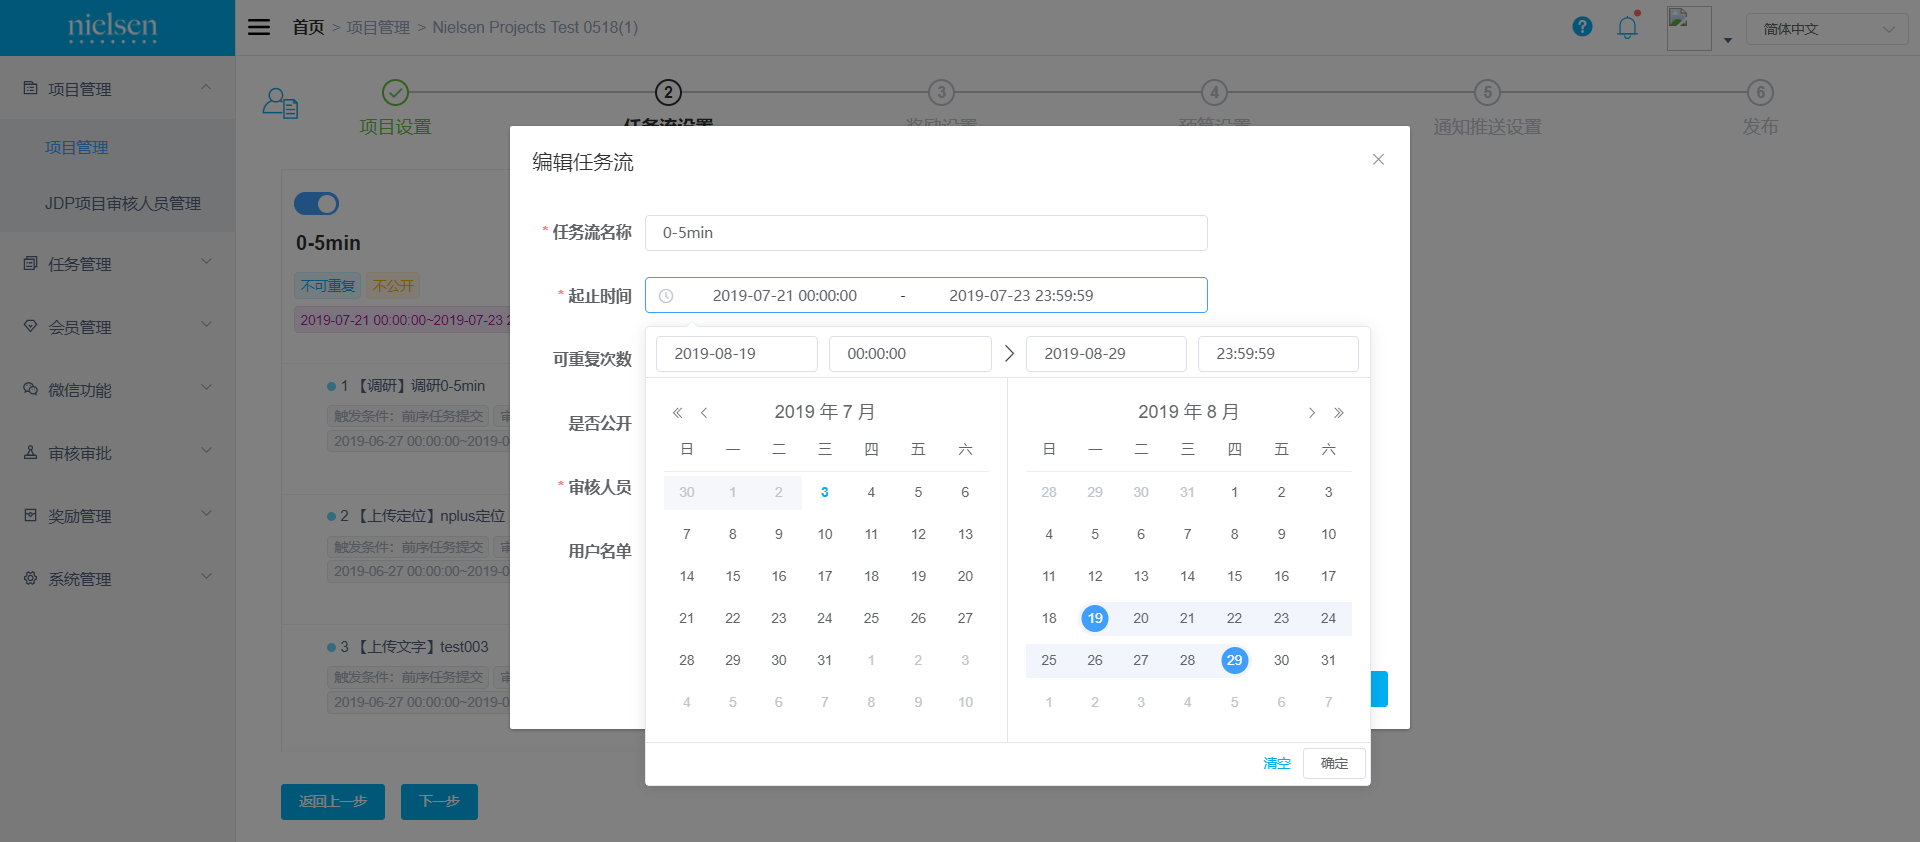 nielsen
首页 > 项目管理 > Nielsen Projects Test 0518(1)
?
简体中文
项目管理
项目管理
JDP项目审核人员管理
任务管理
会员管理
微信功能
审核审批
奖励管理
系统管理
项目设置
2
任务流设置
3
奖励设置
4
预算设置
5
通知推送设置
6
发布
0-5min
不可重复 不公开
2019-07-21 00:00:00~2019-07-23 2
1 【调研】调研0-5min
触发条件：前序任务提交 审
2019-06-27 00:00:00~2019-0
2 【上传定位】nplus定位
触发条件：前序任务提交 审
2019-06-27 00:00:00~2019-0
3 【上传文字】test003
触发条件：前序任务提交 审
2019-06-27 00:00:00~2019-0
返回上一步 下一步
编辑任务流
* 任务流名称 0-5min
* 起止时间 2019-07-21 00:00:00 - 2019-07-23 23:59:59
可重复次数
是否公开
* 审核人员
用户名单
2019-08-19 00:00:00 > 2019-08-29 23:59:59
2019 年 7 月
日 一 二 三 四 五 六
30 1 2 3 4 5 6
7 8 9 10 11 12 13
14 15 16 17 18 19 20
21 22 23 24 25 26 27
28 29 30 31 1 2 3
4 5 6 7 8 9 10
2019 年 8 月
日 一 二 三 四 五 六
28 29 30 31 1 2 3
4 5 6 7 8 9 10
11 12 13 14 15 16 17
18 19 20 21 22 23 24
25 26 27 28 29 30 31
1 2 3 4 5 6 7
清空 确定